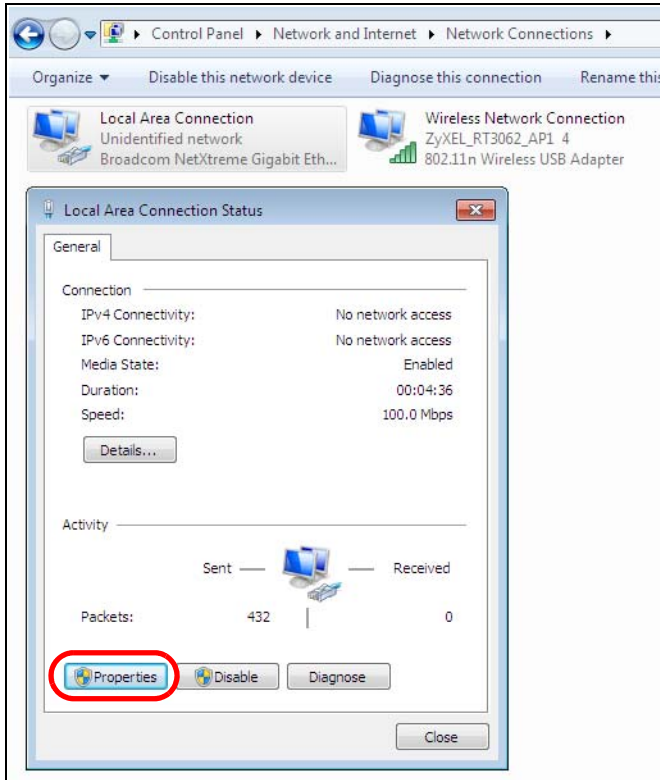 Control Panel Network and Internet Network Connections
Organize Disable this network device Diagnose this connection Rename this
Local Area Connection
Unidentified network
Broadcom NetXtreme Gigabit Eth...
Wireless Network Connection
ZyXEL_RT3062_AP1 4
802.11n Wireless USB Adapter
Local Area Connection Status
General
Connection
IPv4 Connectivity: No network access
IPv6 Connectivity: No network access
Media State: Enabled
Duration: 00:04:36
Speed: 100.0 Mbps
Details...
Activity
Sent Received
Packets: 432 0
Properties Disable Diagnose
Close